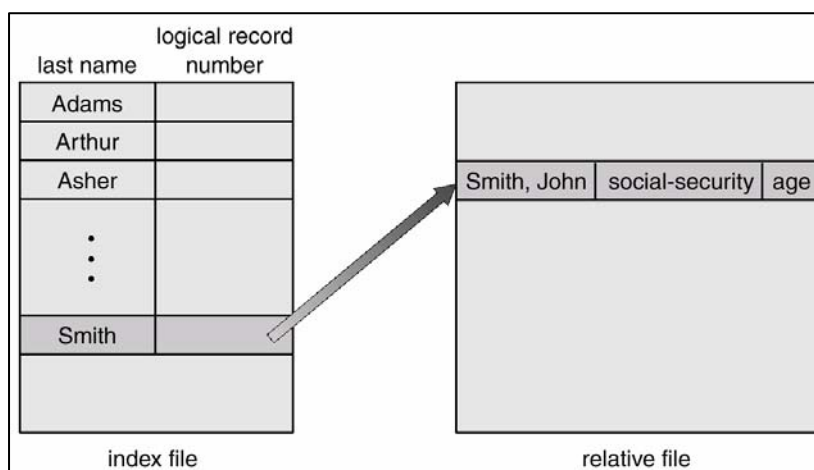 logical record
last name number
Adams
Arthur
Asher
Smith
index file
Smith, John social-security age
relative file